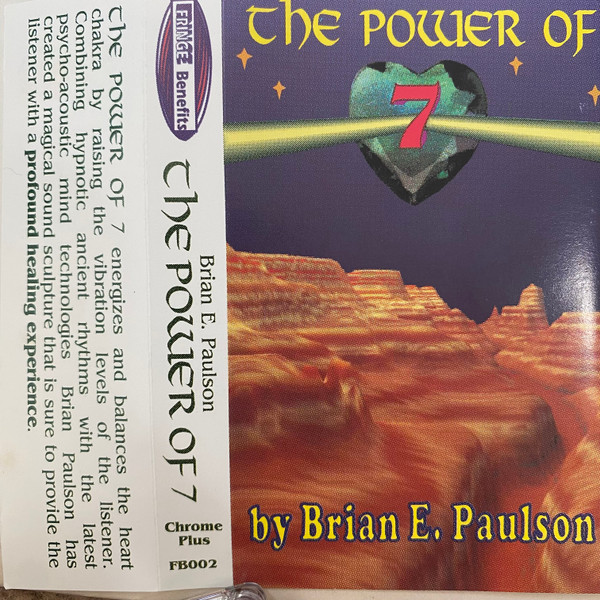 The POWER OF 7 energizes and balances the heart
chakra by raising the vibration levels of the listener.
Combining hypnotic ancient rhythms with the latest
psycho-acoustic mind technologies Brian Paulson has
created a magical sound sculpture that is sure to provide the
listener with a profound healing experience.
FRINGE
Benefits
Brian E. Paulson
The POWER OF 7
Chrome
Plus
FB002
The POWER OF
7
by Brian E. Paulson